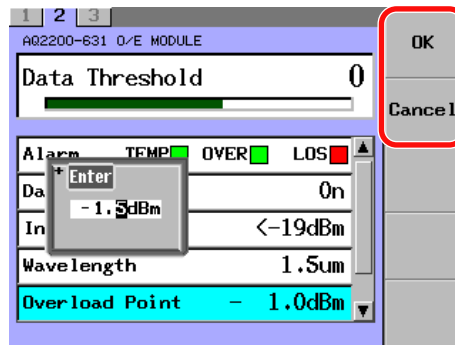 1 2 3
AQ2200-631 O/E MODULE
OK
Data Threshold 0
Cancel
Alarm TEMP OVER LOS
Enter
Da On
-1.5dBm
In <-19dBm
Wavelength 1.5um
Overload Point - 1.0dBm